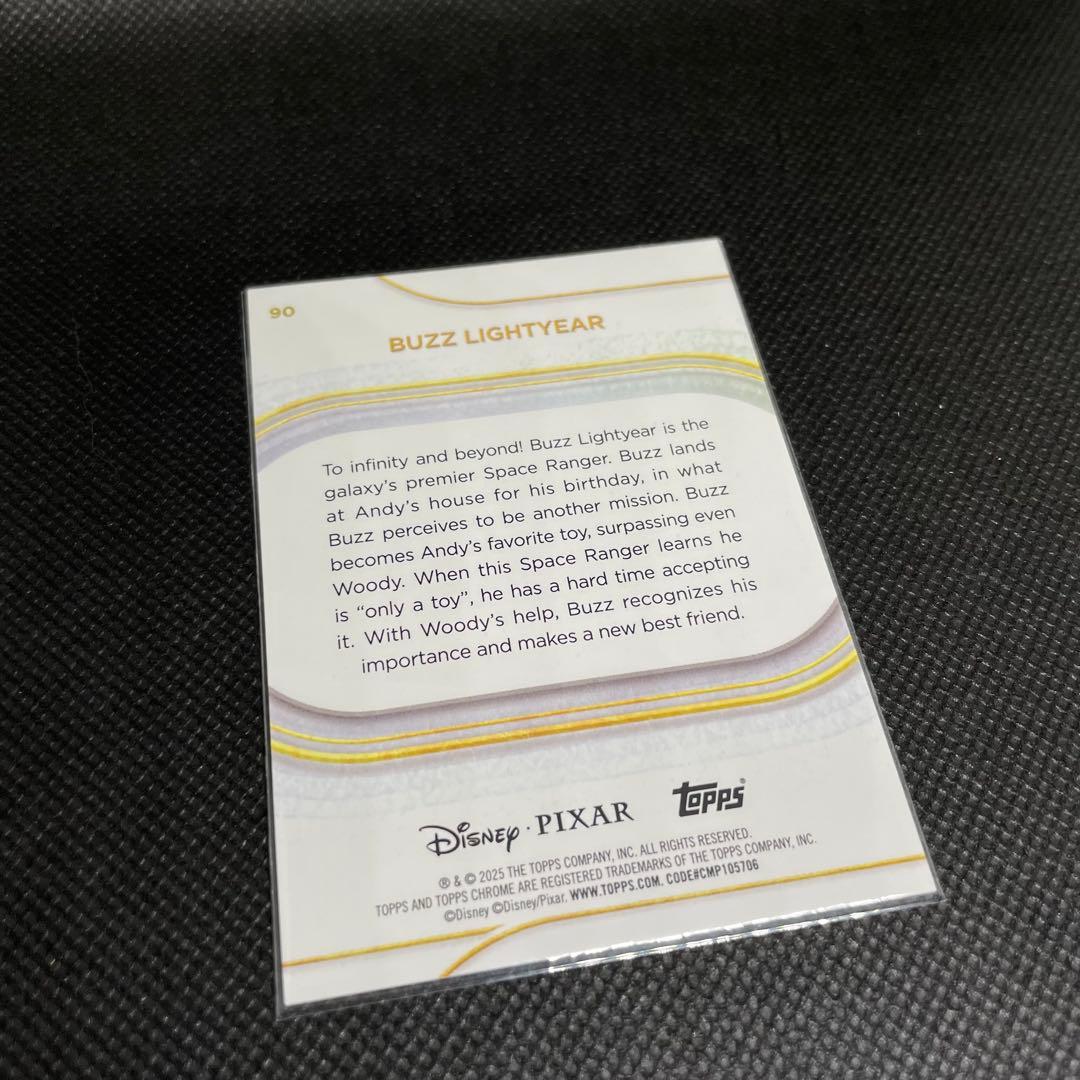 90
BUZZ LIGHTYEAR
To infinity and beyond! Buzz Lightyear is the
galaxy's premier Space Ranger. Buzz lands
at Andy's house for his birthday, in what
Buzz perceives to be another mission. Buzz
becomes Andy's favorite toy, surpassing even
Woody. When this Space Ranger learns he
is “only a toy”, he has a hard time accepting
it. With Woody's help, Buzz recognizes his
importance and makes a new best friend.
Disney · PIXAR topps®
® & © 2025 THE TOPPS COMPANY, INC. ALL RIGHTS RESERVED.
TOPPS AND TOPPS CHROME ARE REGISTERED TRADEMARKS OF THE TOPPS COMPANY, INC.
©Disney ©Disney/Pixar. WWW.TOPPS.COM. CODE#CMP105706